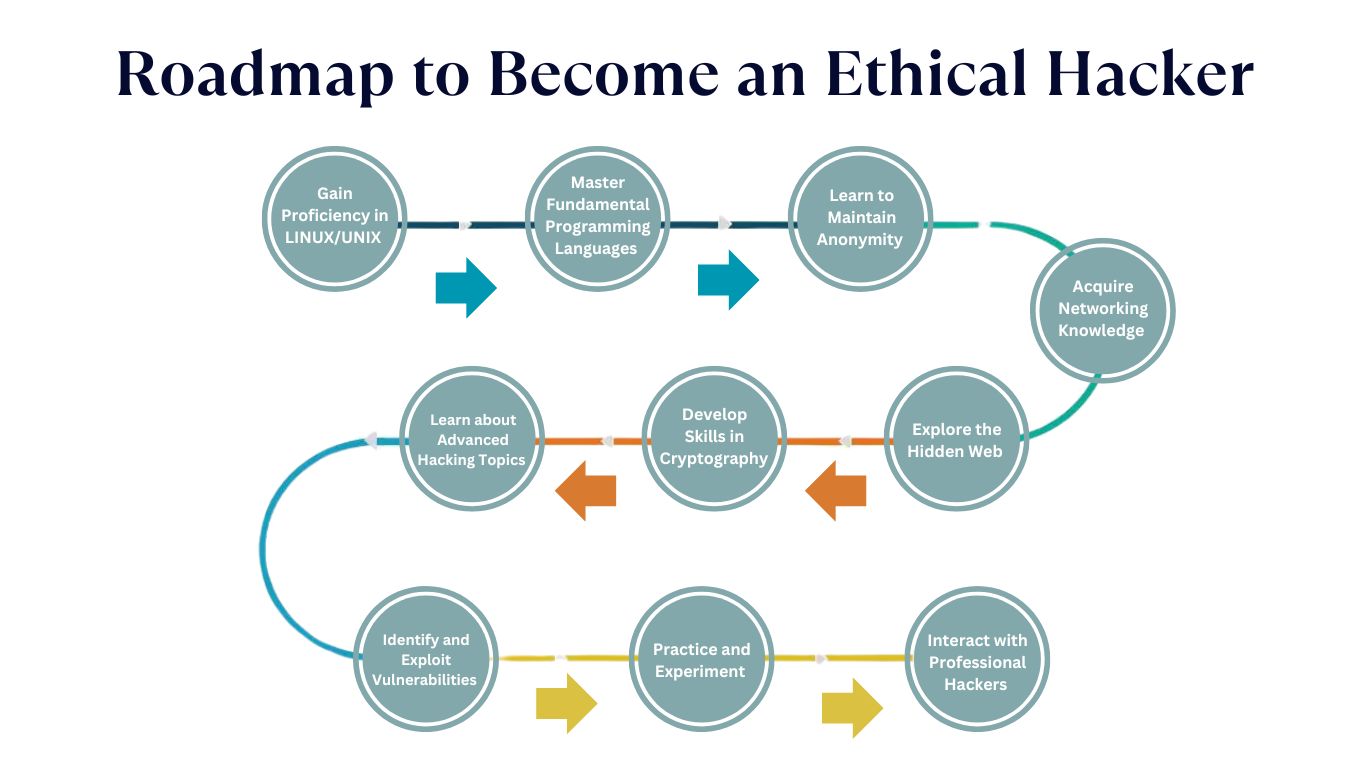 Roadmap to Become an Ethical Hacker
Gain
Proficiency in
LINUX/UNIX
Master
Fundamental
Programming
Languages
Learn to
Maintain
Anonymity
Acquire
Networking
Knowledge
Explore the
Hidden Web
Develop
Skills in
Cryptography
Learn about
Advanced
Hacking Topics
Identify and
Exploit
Vulnerabilities
Practice and
Experiment
Interact with
Professional
Hackers